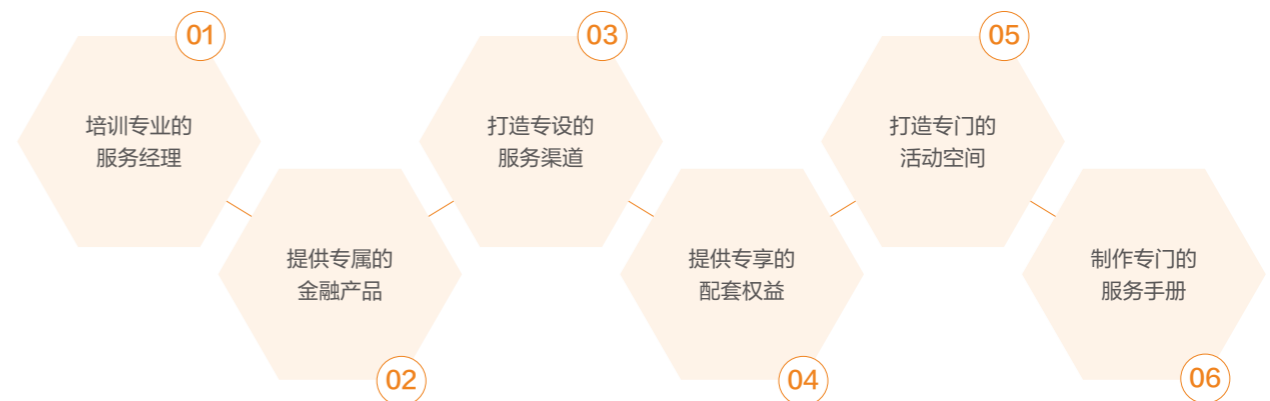 01
培训专业的
服务经理
02
提供专属的
金融产品
03
打造专设的
服务渠道
04
提供专享的
配套权益
05
打造专门的
活动空间
06
制作专门的
服务手册